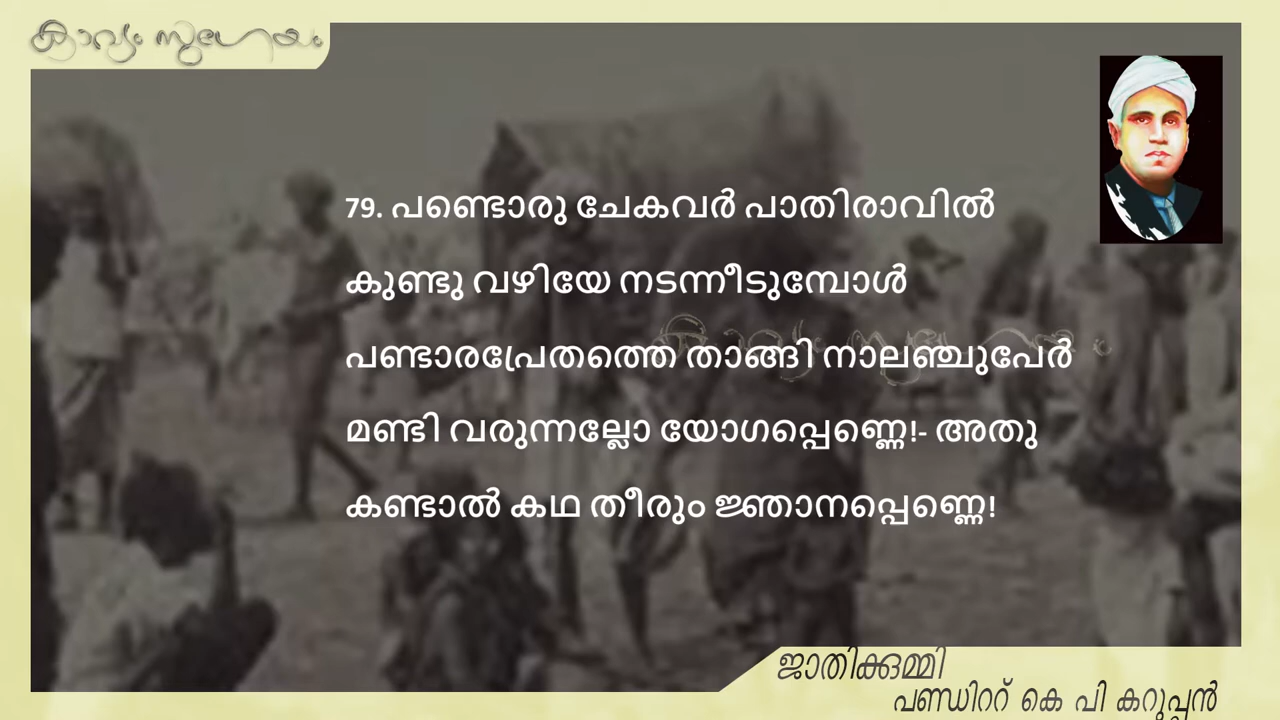 കാവ്യം സുഗേയം
79. പണ്ടൊരു ചേകവർ പാതിരാവിൽ
കുണ്ടു വഴിയേ നടന്നീടുമ്പോൾ
പണ്ടാരപ്രേതത്തെ താങ്ങി നാലഞ്ചുപേർ
മണ്ടി വരുന്നല്ലോ യോഗപ്പെണ്ണെ!- അതു
കണ്ടാൽ കഥ തീരും ജ്ഞാനപ്പെണ്ണെ!
ജാതിക്കുമ്മി
പണ്ഡിററ് കെ പി കറുപ്പൻ